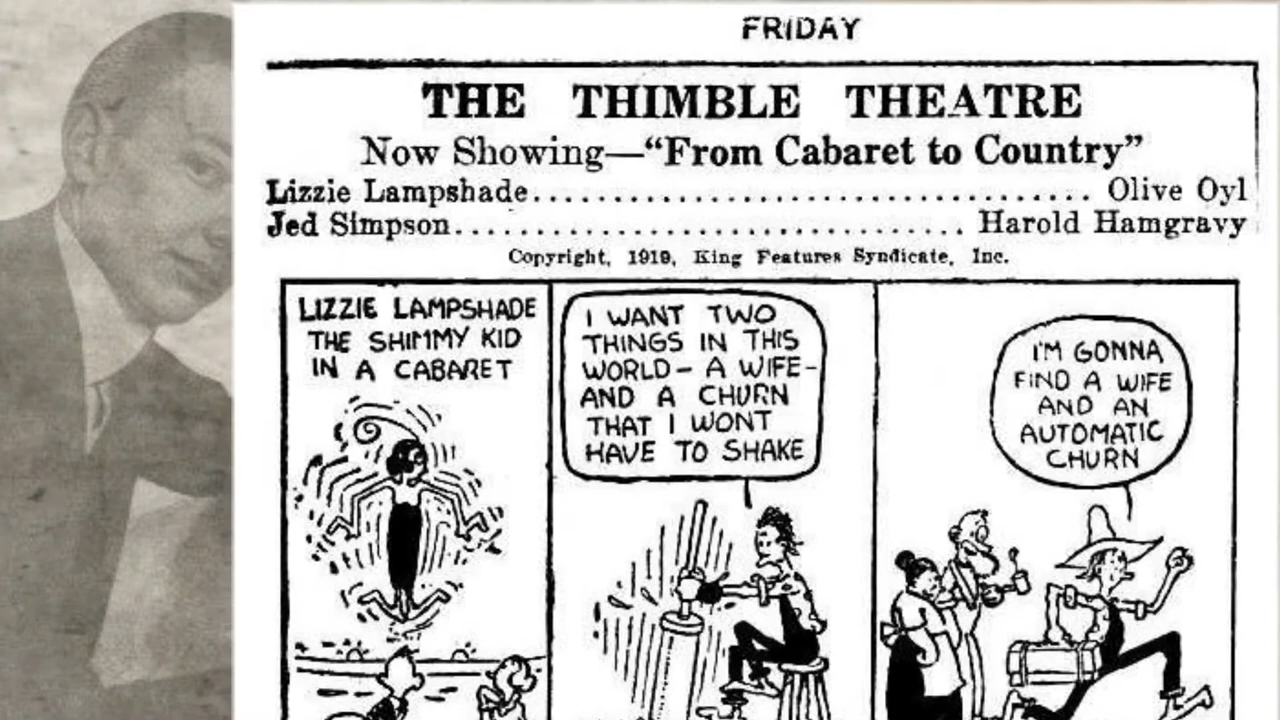 FRIDAY
THE THIMBLE THEATRE
Now Showing—“From Cabaret to Country”
Lizzie Lampshade........................................ Olive Oyl
Jed Simpson................................... Harold Hamgravy
Copyright, 1919, King Features Syndicate, Inc.
LIZZIE LAMPSHADE
THE SHIMMY KID
IN A CABARET
I WANT TWO
THINGS IN THIS
WORLD - A WIFE -
AND A CHURN
THAT I WONT
HAVE TO SHAKE
I'M GONNA
FIND A WIFE
AND AN
AUTOMATIC
CHURN